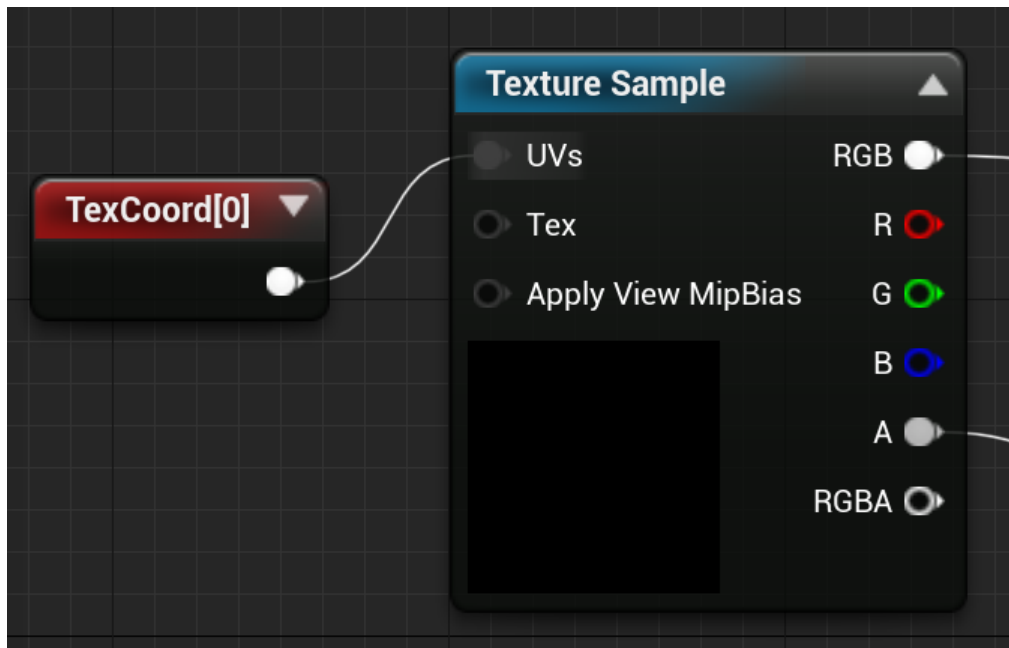 Texture Sample
UVs
RGB
TexCoord[0]
Tex
R
Apply View MipBias
G
B
A
RGBA